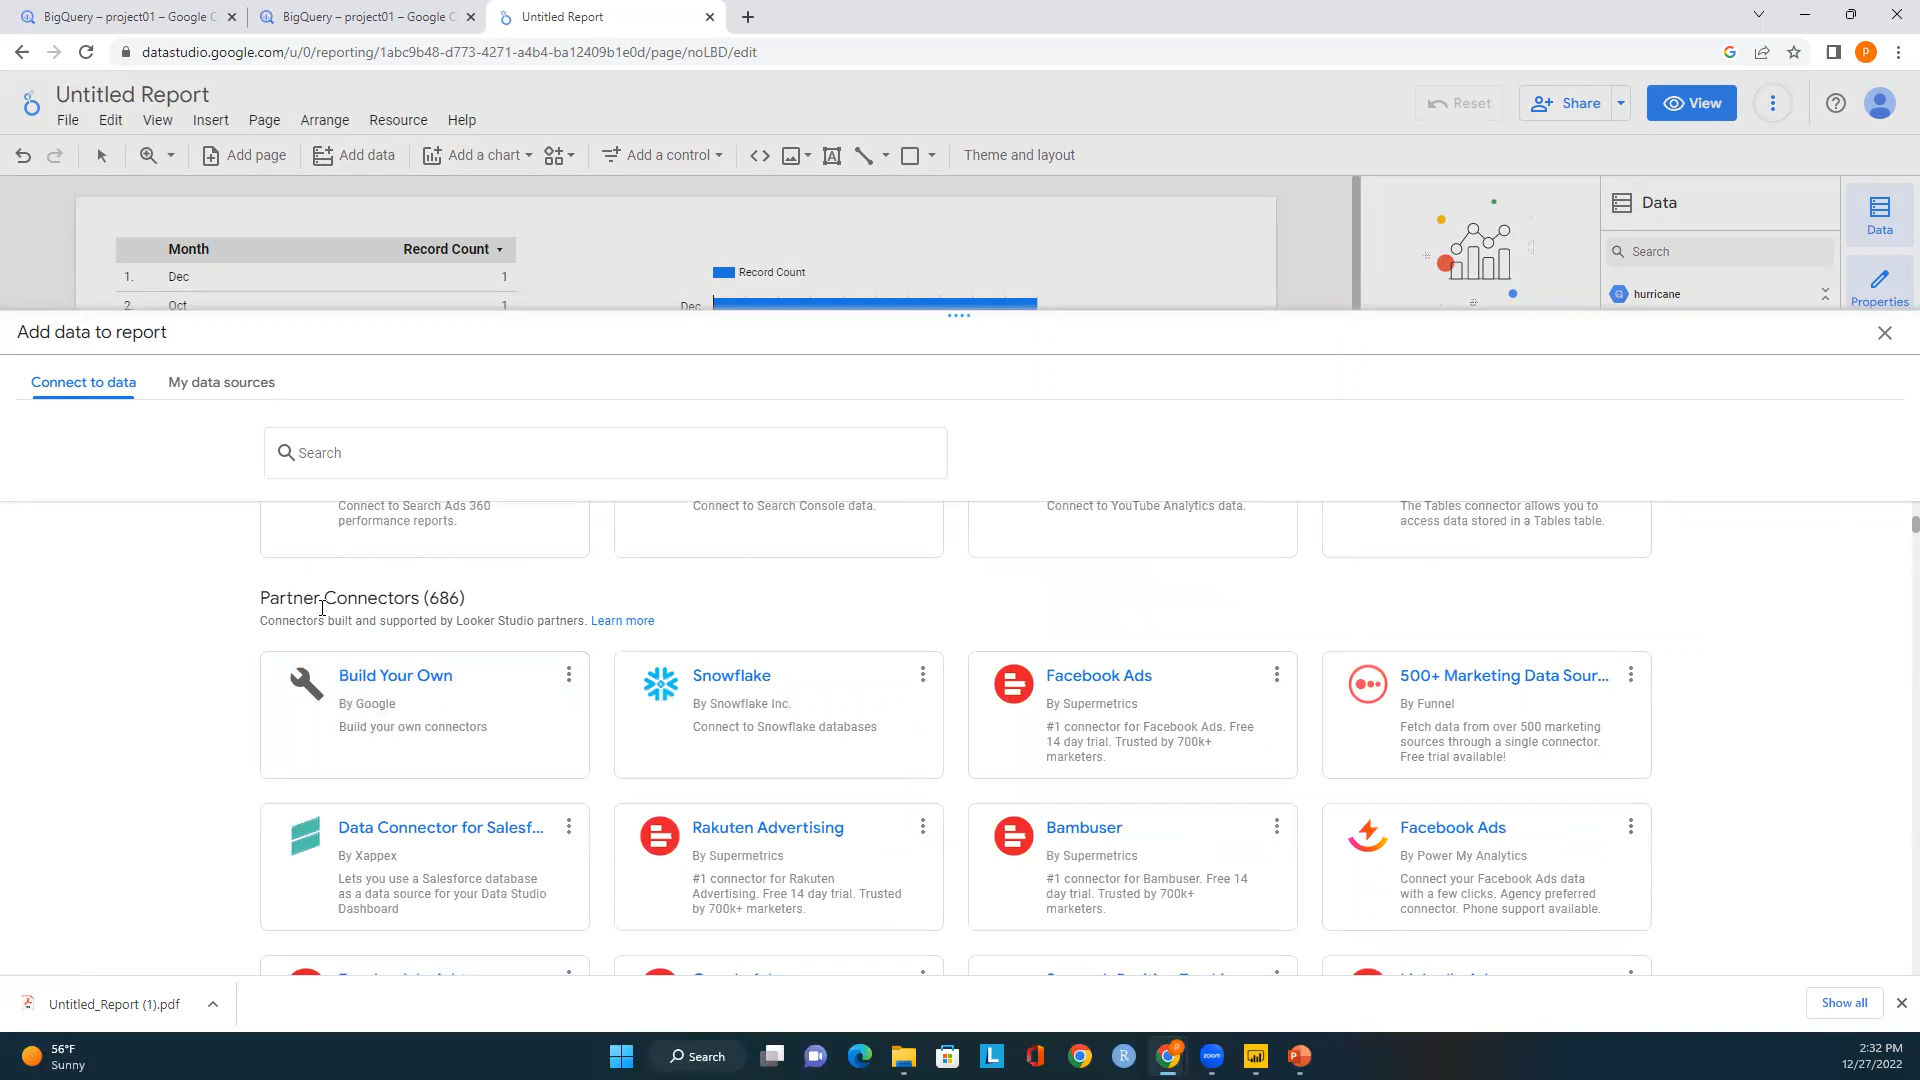 BigQuery – project01 – Google C
BigQuery – project01 – Google C
Untitled Report
datastudio.google.com/u/0/reporting/1abc9b48-d773-4271-a4b4-ba12409b1e0d/page/noLBD/edit
Untitled Report
Reset
Share
View
File Edit View Insert Page Arrange Resource Help
Add page
Add data
Add a chart
Add a control
Theme and layout
Month Record Count
1. Dec 1
2. Oct 1
Record Count
Dec
Data
Search
hurricane
Data
Properties
Add data to report
Connect to data
My data sources
Search
Connect to Search Ads 360
performance reports.
Connect to Search Console data.
Connect to YouTube Analytics data.
The Tables connector allows you to
access data stored in a Tables table.
Partner Connectors (686)
Connectors built and supported by Looker Studio partners. Learn more
Build Your Own
By Google
Build your own connectors
Snowflake
By Snowflake Inc.
Connect to Snowflake databases
Facebook Ads
By Supermetrics
#1 connector for Facebook Ads. Free
14 day trial. Trusted by 700k+
marketers.
500+ Marketing Data Sour...
By Funnel
Fetch data from over 500 marketing
sources through a single connector.
Free trial available!
Data Connector for Salesf...
By Xappex
Lets you use a Salesforce database
as a data source for your Data Studio
Dashboard
Rakuten Advertising
By Supermetrics
#1 connector for Rakuten
Advertising. Free 14 day trial. Trusted
by 700k+ marketers.
Bambuser
By Supermetrics
#1 connector for Bambuser. Free 14
day trial. Trusted by 700k+
marketers.
Facebook Ads
By Power My Analytics
Connect your Facebook Ads data
with a few clicks. Agency preferred
connector. Phone support available.
Untitled_Report (1).pdf
Show all
56°F
Sunny
Search
2:32 PM
12/27/2022